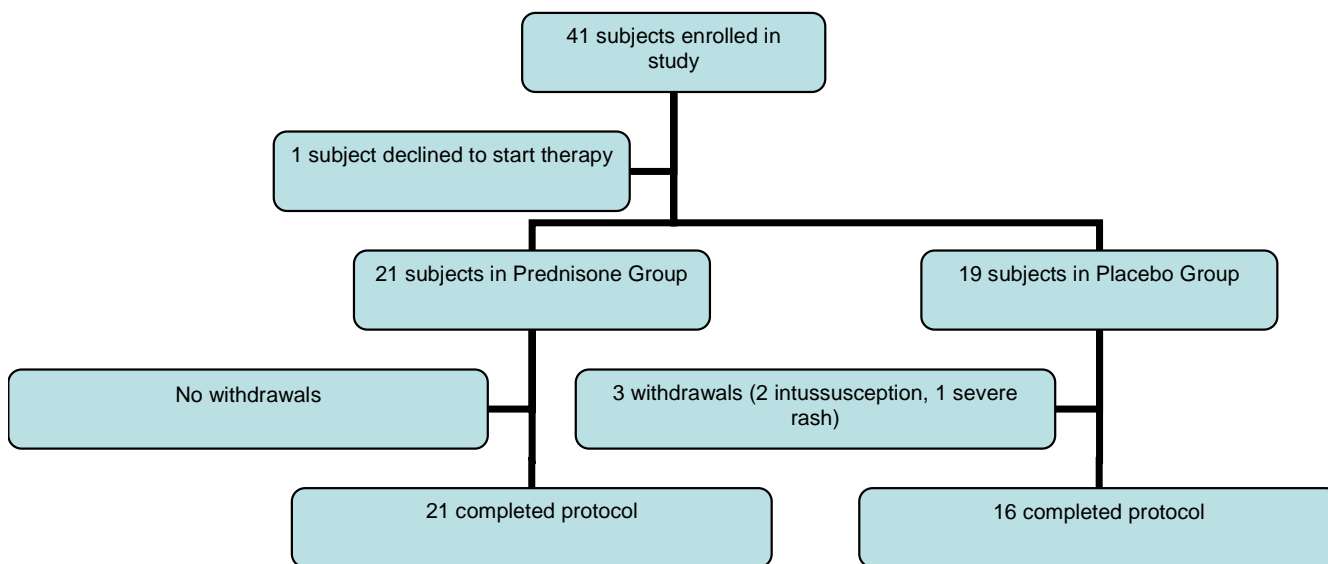 41 subjects enrolled in
study
1 subject declined to start therapy
21 subjects in Prednisone Group
19 subjects in Placebo Group
No withdrawals
3 withdrawals (2 intussusception, 1 severe
rash)
21 completed protocol
16 completed protocol